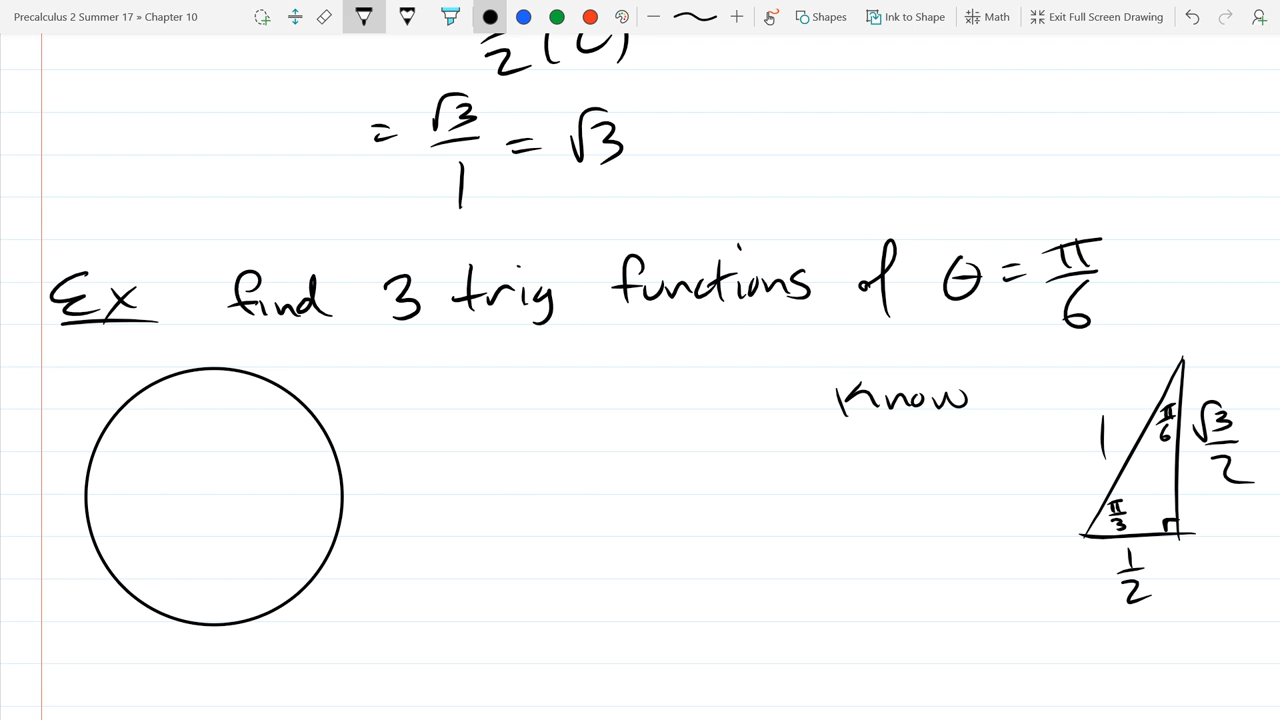 Precalculus 2 Summer 17 » Chapter 10
Shapes
Ink to Shape
Math
Exit Full Screen Drawing
2
= √3/1 = √3
Ex find 3 trig functions of θ = π/6
Know
1
π/6
√3/2
π/3
1/2